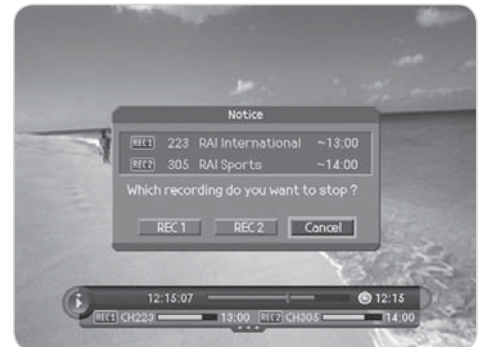 Notice
REC1 223 RAI International ~13:00
REC2 305 RAI Sports ~14:00
Which recording do you want to stop ?
REC 1 REC 2 Cancel
i 12:15:07 12:15
REC1 CH223 13:00 REC2 CH305 14:00